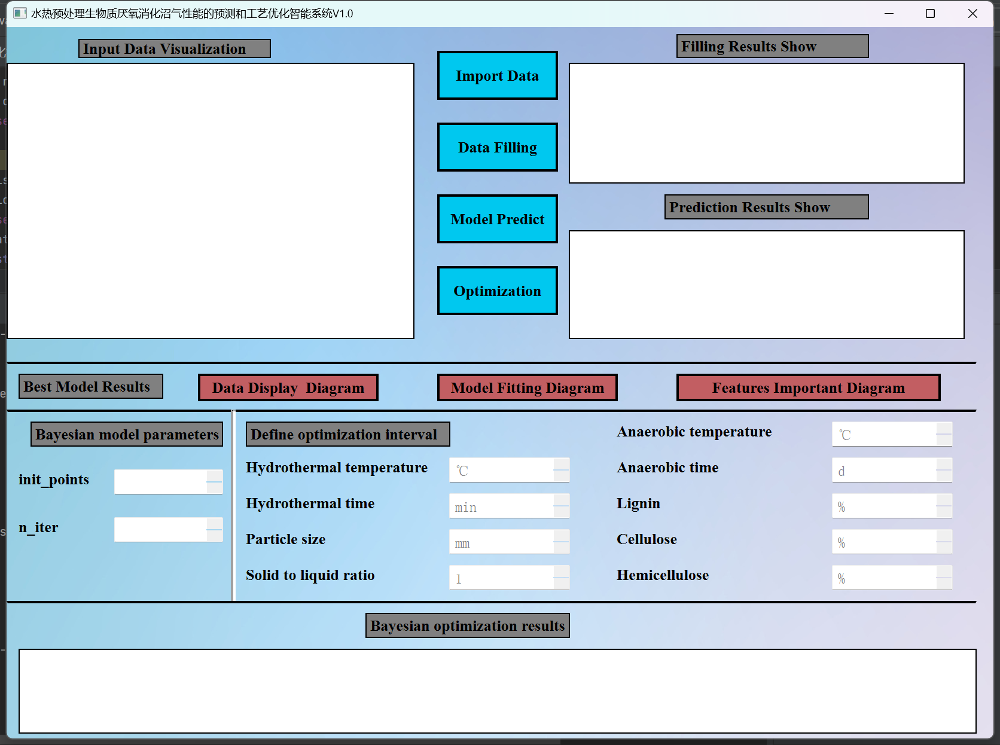 水热预处理生物质厌氧消化沼气性能的预测和工艺优化智能系统V1.0
Input Data Visualization
Import Data
Data Filling
Model Predict
Optimization
Filling Results Show
Prediction Results Show
Best Model Results
Data Display  Diagram
Model Fitting Diagram
Features Important Diagram
Bayesian model parameters
init_points
n_iter
Define optimization interval
Hydrothermal temperature ℃
Hydrothermal time min
Particle size mm
Solid to liquid ratio 1
Anaerobic temperature ℃
Anaerobic time d
Lignin %
Cellulose %
Hemicellulose %
Bayesian optimization results